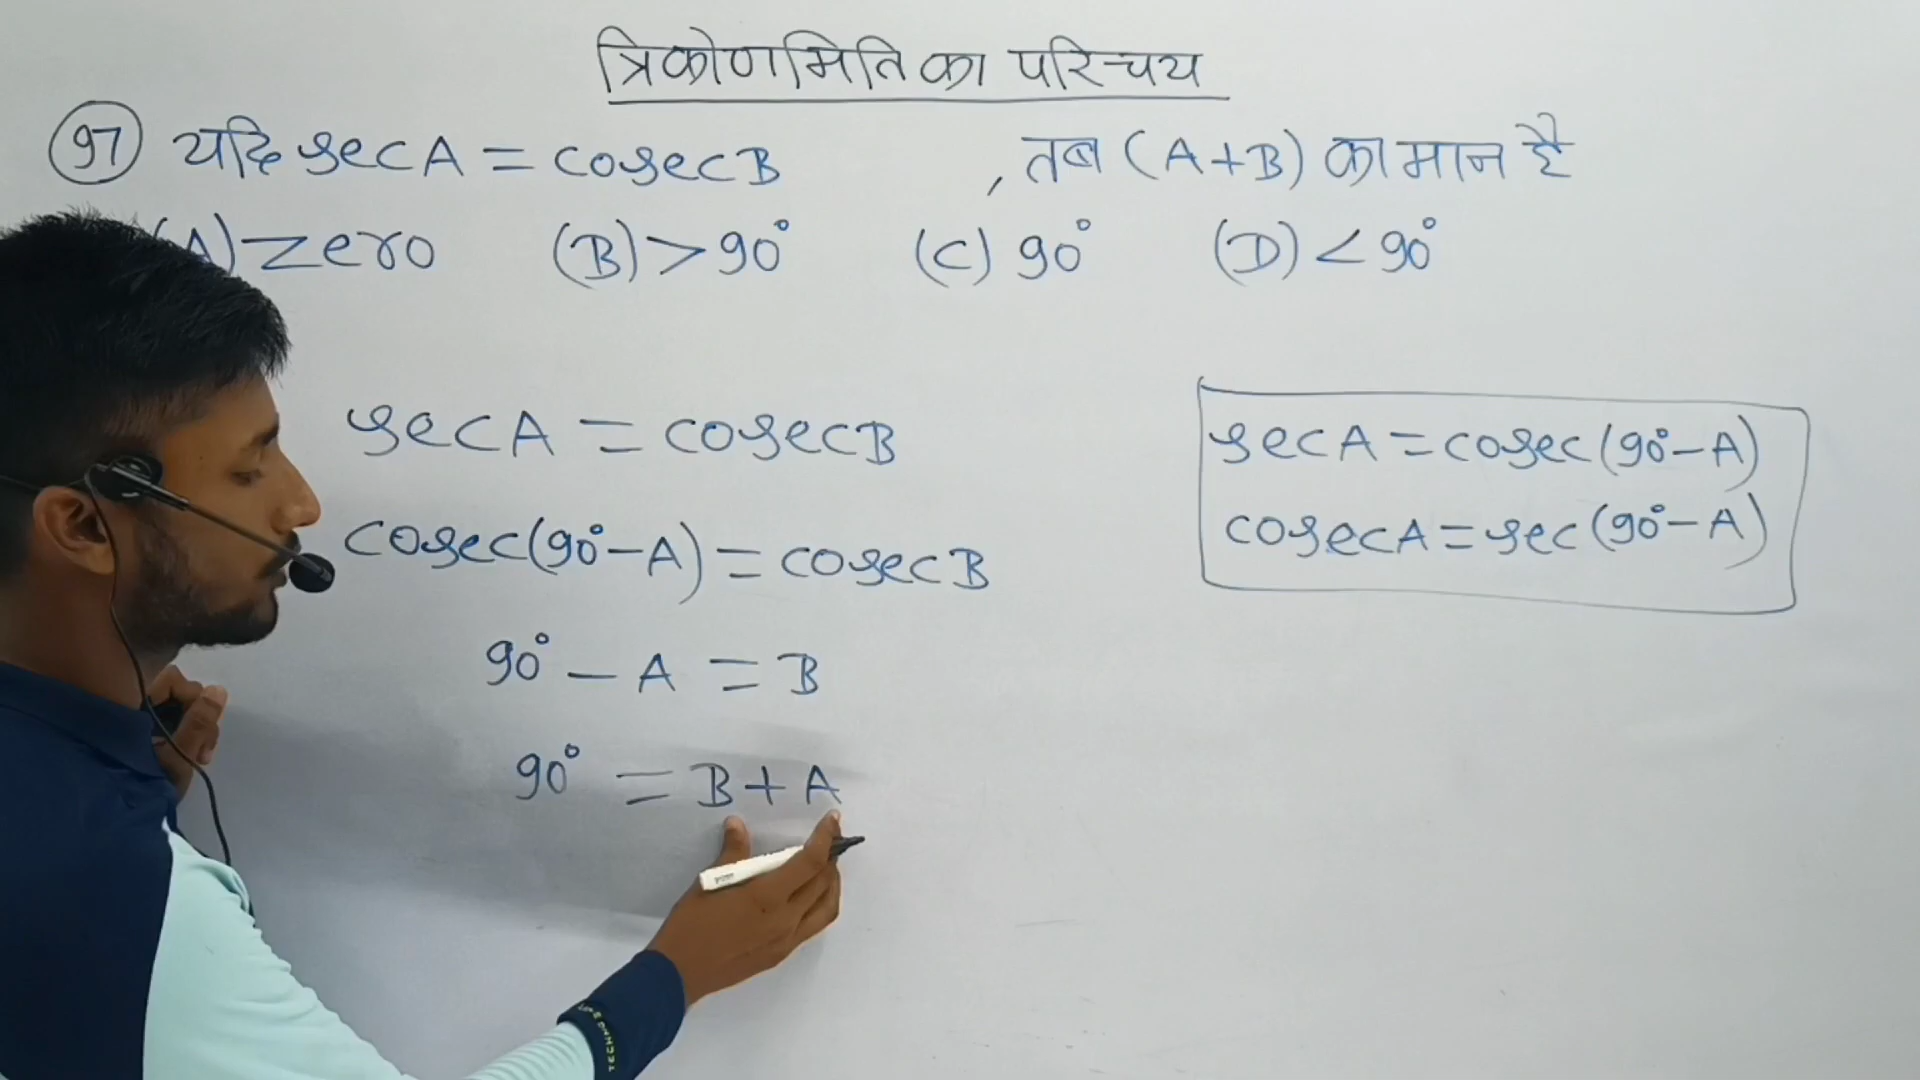 त्रिकोणमिति का परिचय
97 यदि secA = cosecB , तब (A+B) का मान है
(A) zero (B) >90° (C) 90° (D) <90°
secA = cosecB
cosec(90°-A) = cosecB
90° - A = B
90° = B+A
secA = cosec(90°-A)
cosecA = sec(90°-A)